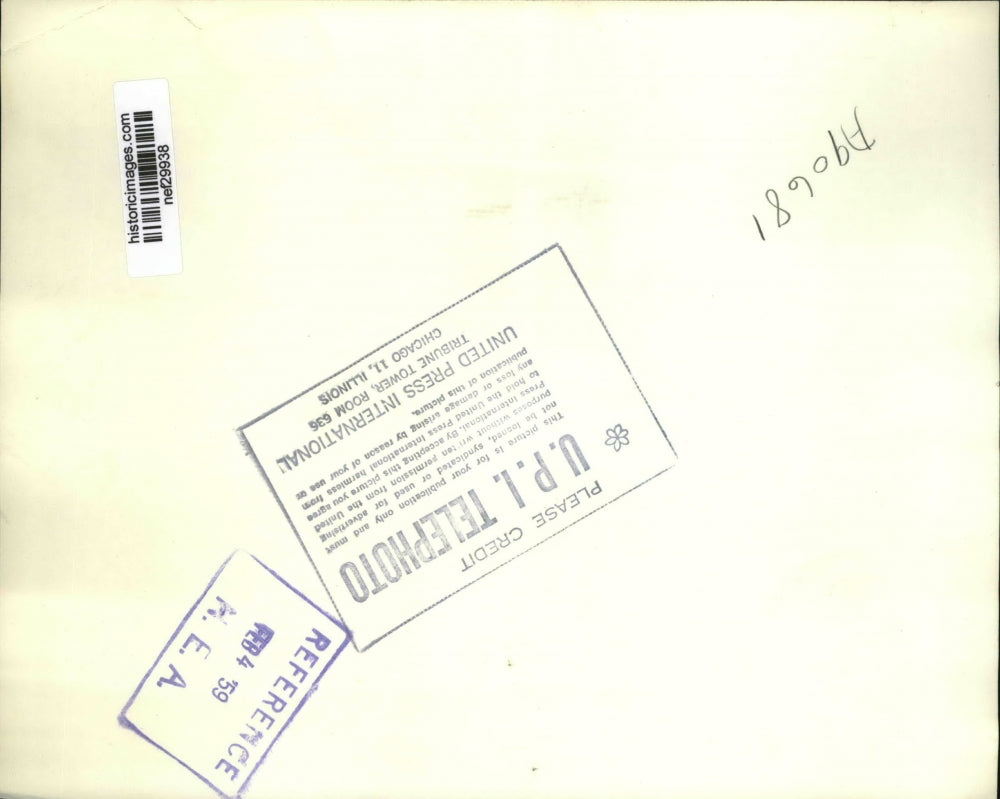 historicimages.com
nef29938
A90681
PLEASE CREDIT
U.P.I. TELEPHOTO
This picture is for your publication only and must
not be loaned, syndicated or used for advertising
purposes without written permission from the United
Press International. By accepting this picture you agree
to hold the United Press International harmless from
any loss or damage arising by reason of your use or
publication of this picture.
UNITED PRESS INTERNATIONAL
TRIBUNE TOWER, ROOM 636
CHICAGO 11, ILLINOIS
REFERENCE
FEB 4 '59
N. E. A.